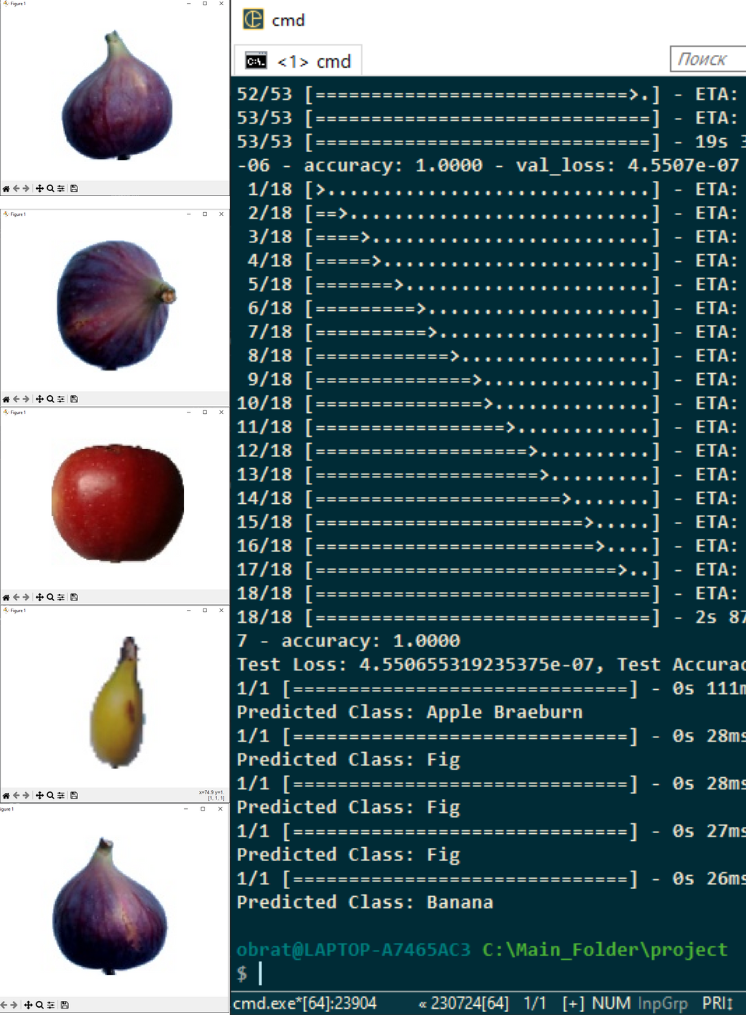 Figure 1
Figure 1
Figure 1
Figure 1
igure 1
cmd
<1> cmd
Поиск
52/53 [============================>.] - ETA:
53/53 [==============================] - ETA:
53/53 [==============================] - 19s 3
-06 - accuracy: 1.0000 - val_loss: 4.5507e-07
1/18 [>.............................] - ETA:
2/18 [==>...........................] - ETA:
3/18 [====>.........................] - ETA:
4/18 [=====>........................] - ETA:
5/18 [=======>......................] - ETA:
6/18 [=========>....................] - ETA:
7/18 [==========>...................] - ETA:
8/18 [============>.................] - ETA:
9/18 [==============>...............] - ETA:
10/18 [===============>..............] - ETA:
11/18 [=================>............] - ETA:
12/18 [===================>..........] - ETA:
13/18 [====================>.........] - ETA:
14/18 [======================>.......] - ETA:
15/18 [========================>.....] - ETA:
16/18 [=========================>....] - ETA:
17/18 [===========================>..] - ETA:
18/18 [==============================] - ETA:
18/18 [==============================] - 2s 87
7 - accuracy: 1.0000
Test Loss: 4.550655319235375e-07, Test Accurac
1/1 [==============================] - 0s 111m
Predicted Class: Apple Braeburn
1/1 [==============================] - 0s 28ms
Predicted Class: Fig
1/1 [==============================] - 0s 28ms
Predicted Class: Fig
1/1 [==============================] - 0s 27ms
Predicted Class: Fig
1/1 [==============================] - 0s 26ms
Predicted Class: Banana
obrat@LAPTOP-A7465AC3 C:\Main_Folder\project
$
cmd.exe*[64]:23904 « 230724[64] 1/1 [+] NUM InpGrp PRI↕